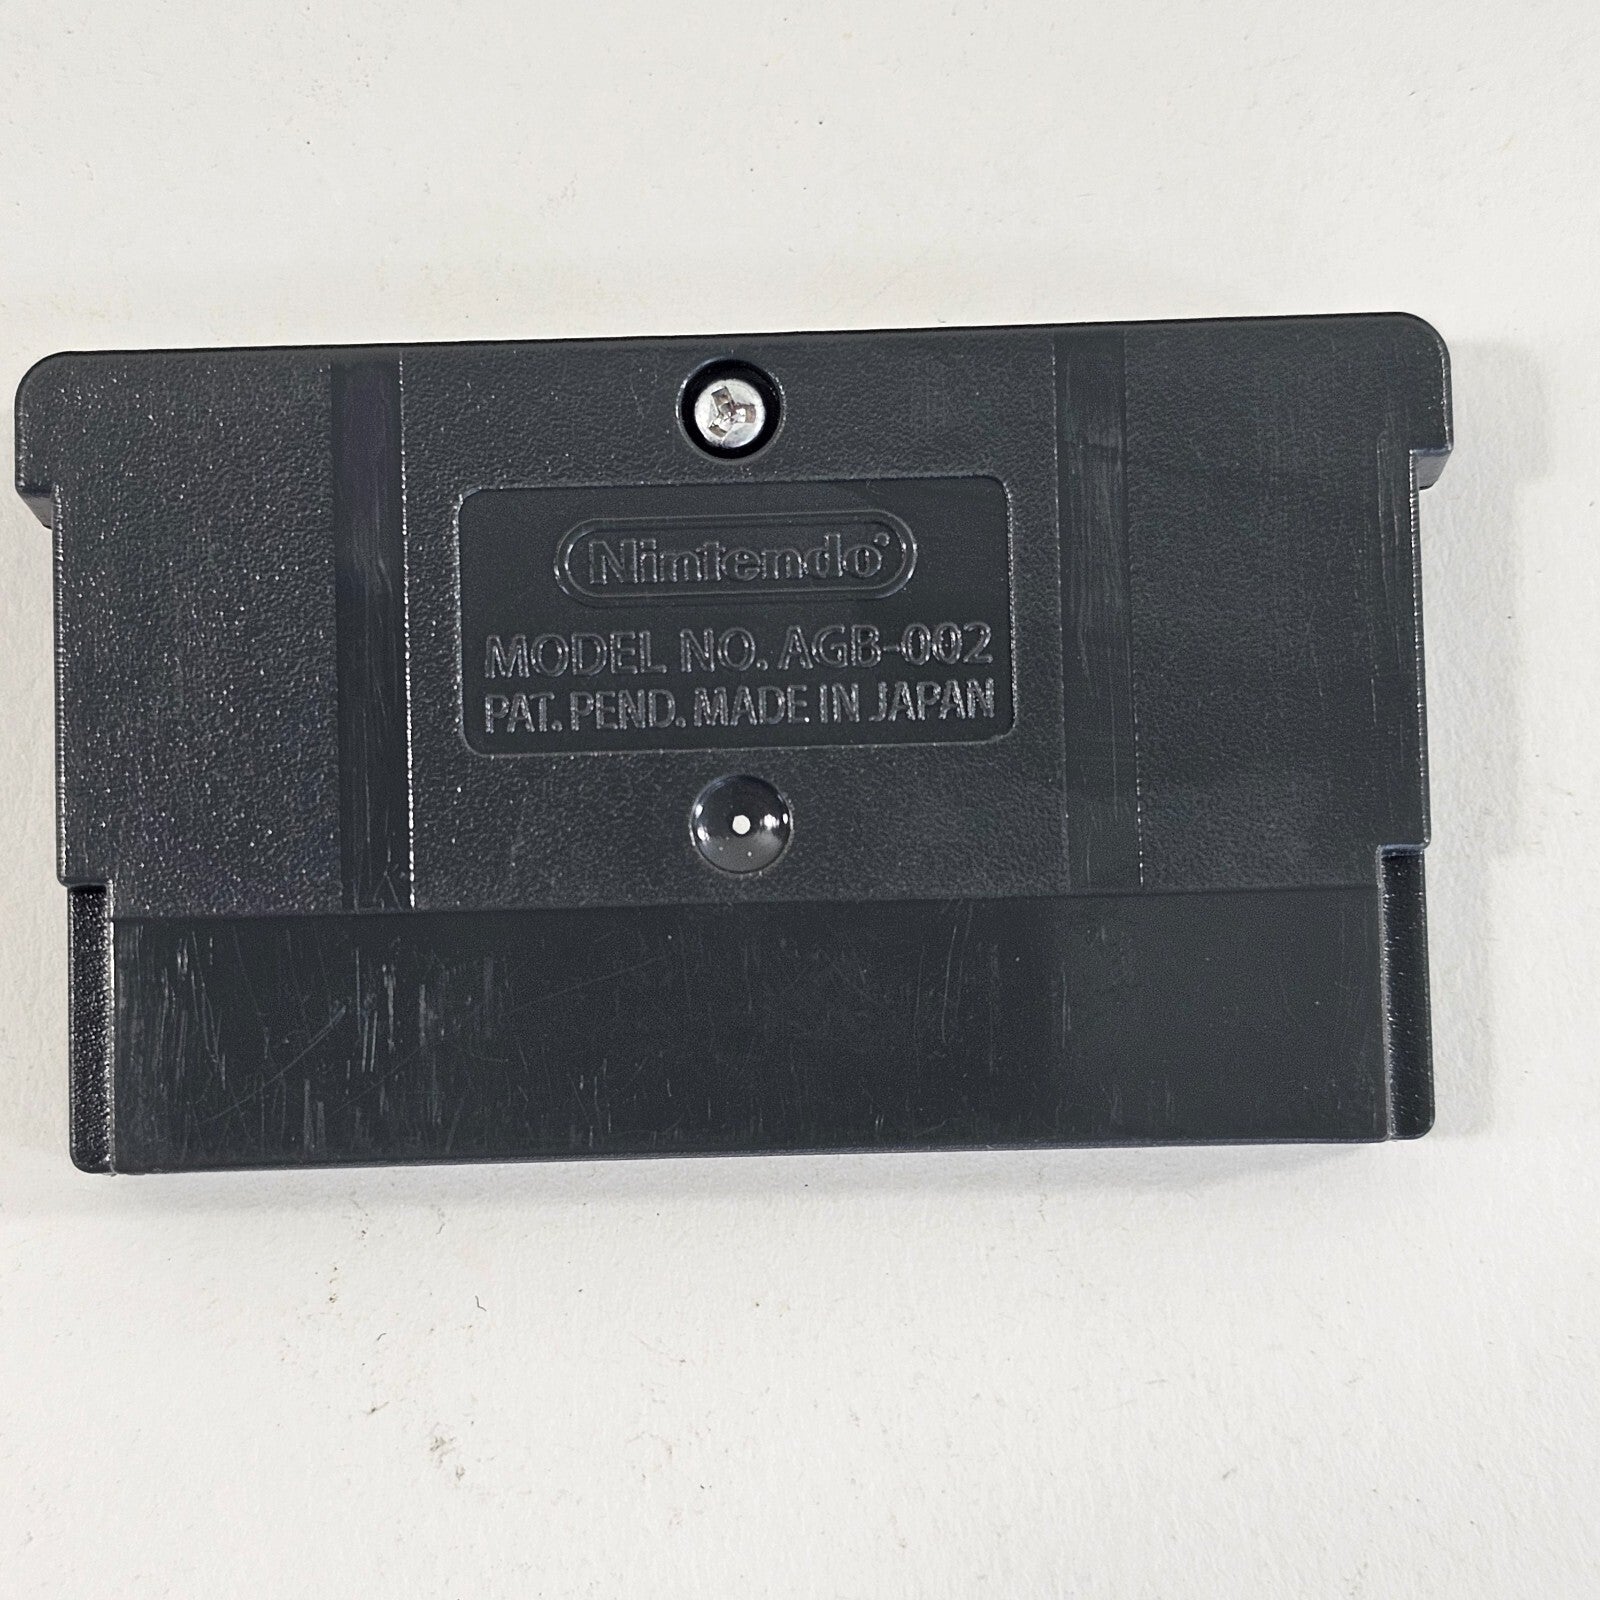 Nintendo
MODEL NO. AGB-002
PAT. PEND. MADE IN JAPAN